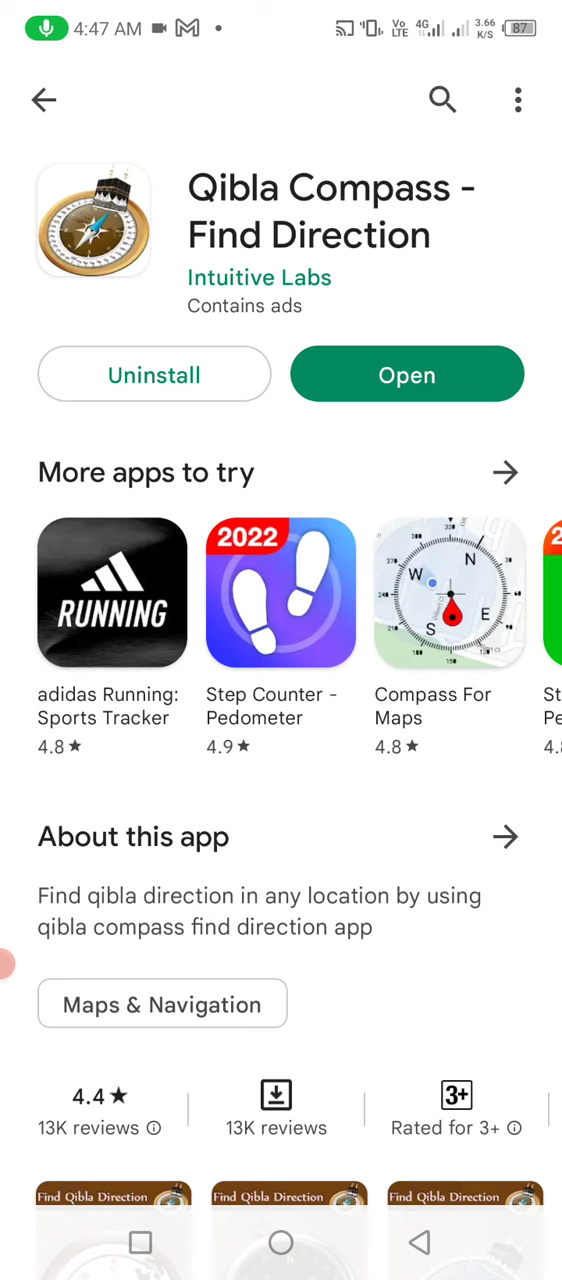 4:47 AM
Vo LTE 4G 3.66 K/S 87
Qibla Compass -
Find Direction
Intuitive Labs
Contains ads
Uninstall Open
More apps to try
RUNNING
2022
N
W
E
S
adidas Running: Sports Tracker
4.8 ★
Step Counter - Pedometer
4.9 ★
Compass For Maps
4.8 ★
St
Pe
4.8
About this app
Find qibla direction in any location by using
qibla compass find direction app
Maps & Navigation
4.4 ★
13K reviews
13K reviews
3+
Rated for 3+
Find Qibla Direction
Find Qibla Direction
Find Qibla Direction